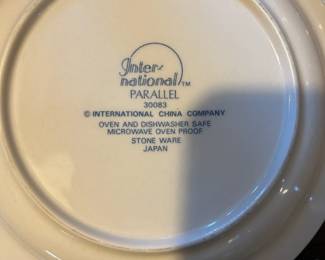 Inter-
national™
PARALLEL
30083
© INTERNATIONAL CHINA COMPANY
OVEN AND DISHWASHER SAFE
MICROWAVE OVEN PROOF
STONE WARE
JAPAN